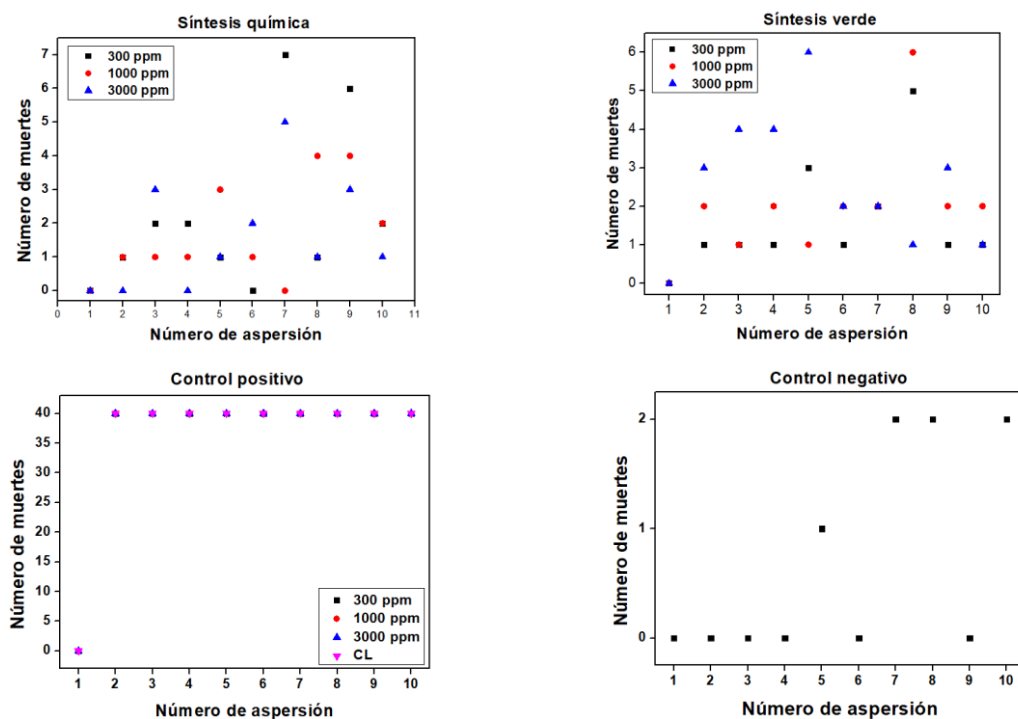 Síntesis química
300 ppm
1000 ppm
3000 ppm
7
6
5
4
3
2
1
0
Número de muertes
0 1 2 3 4 5 6 7 8 9 10 11
Número de aspersión
Síntesis verde
300 ppm
1000 ppm
3000 ppm
6
5
4
3
2
1
0
Número de muertes
1 2 3 4 5 6 7 8 9 10
Número de aspersión
Control positivo
40
35
30
25
20
15
10
5
0
Número de muertes
300 ppm
1000 ppm
3000 ppm
CL
1 2 3 4 5 6 7 8 9 10
Número de aspersión
Control negativo
2
1
0
Número de muertes
1 2 3 4 5 6 7 8 9 10
Número de aspersión